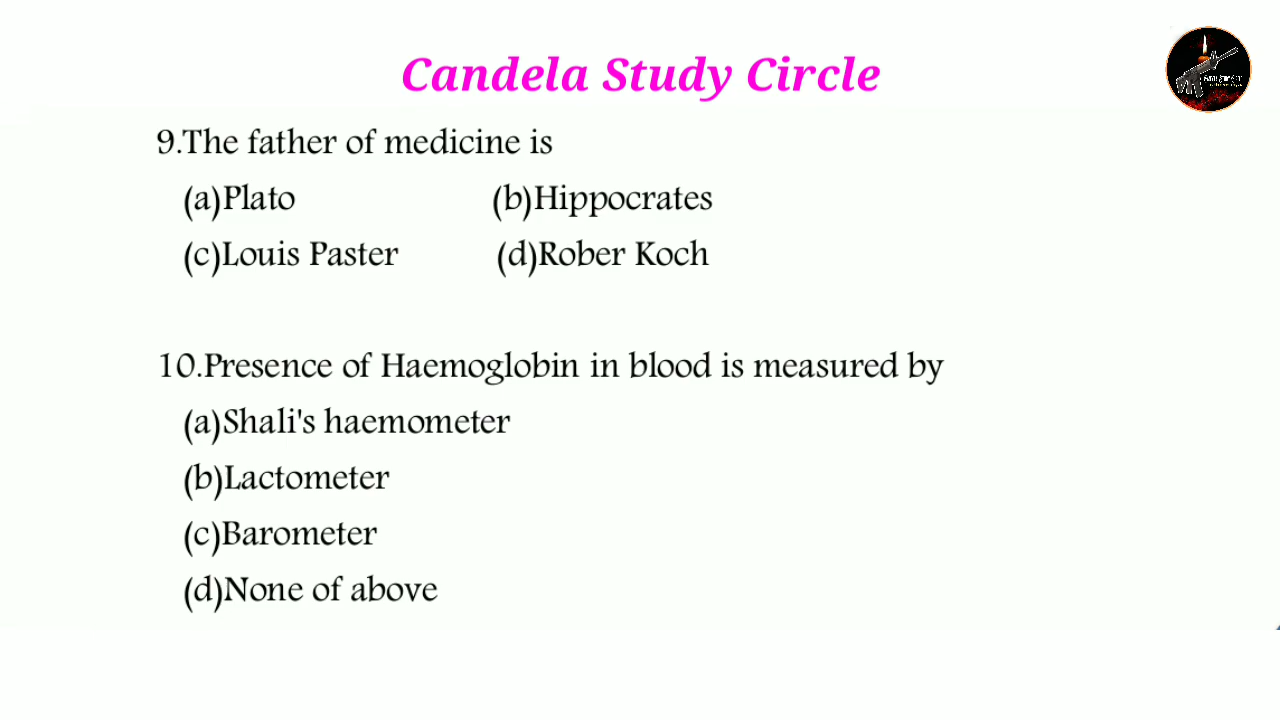 Candela Study Circle
9.The father of medicine is
(a)Plato (b)Hippocrates
(c)Louis Paster (d)Rober Koch
10.Presence of Haemoglobin in blood is measured by
(a)Shali's haemometer
(b)Lactometer
(c)Barometer
(d)None of above